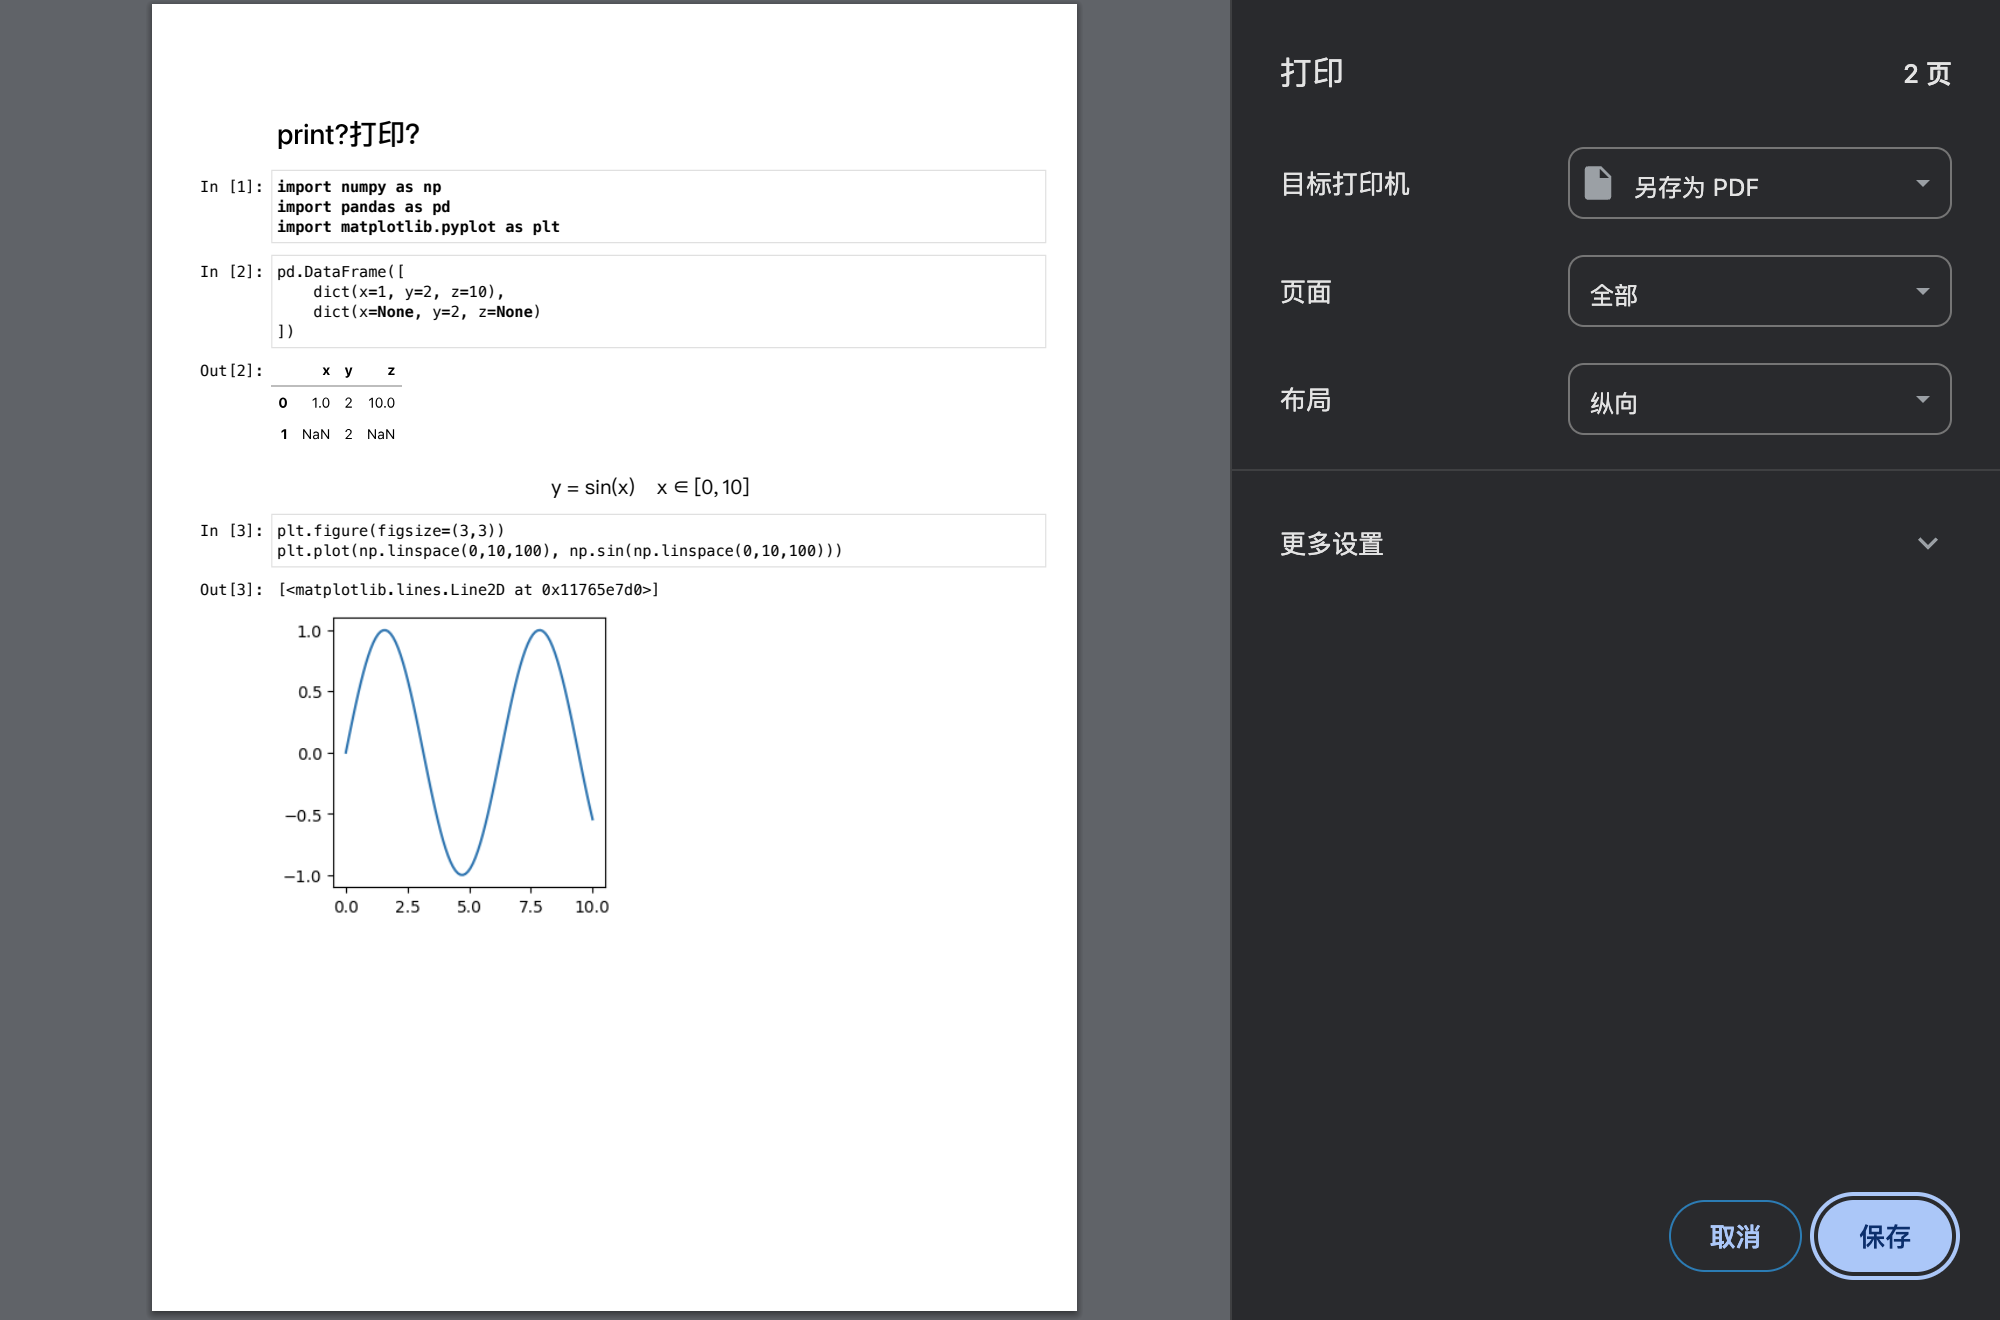 print?打印?
In [1]: import numpy as np
import pandas as pd
import matplotlib.pyplot as plt
In [2]: pd.DataFrame([
    dict(x=1, y=2, z=10),
    dict(x=None, y=2, z=None)
])
Out[2]: x y z
0 1.0 2 10.0
1 NaN 2 NaN
y = sin(x) x ∈ [0, 10]
In [3]: plt.figure(figsize=(3,3))
plt.plot(np.linspace(0,10,100), np.sin(np.linspace(0,10,100)))
Out[3]: [<matplotlib.lines.Line2D at 0x11765e7d0>]
1.0
0.5
0.0
−0.5
−1.0
0.0 2.5 5.0 7.5 10.0
打印 2 页
目标打印机 另存为 PDF
页面 全部
布局 纵向
更多设置
取消 保存